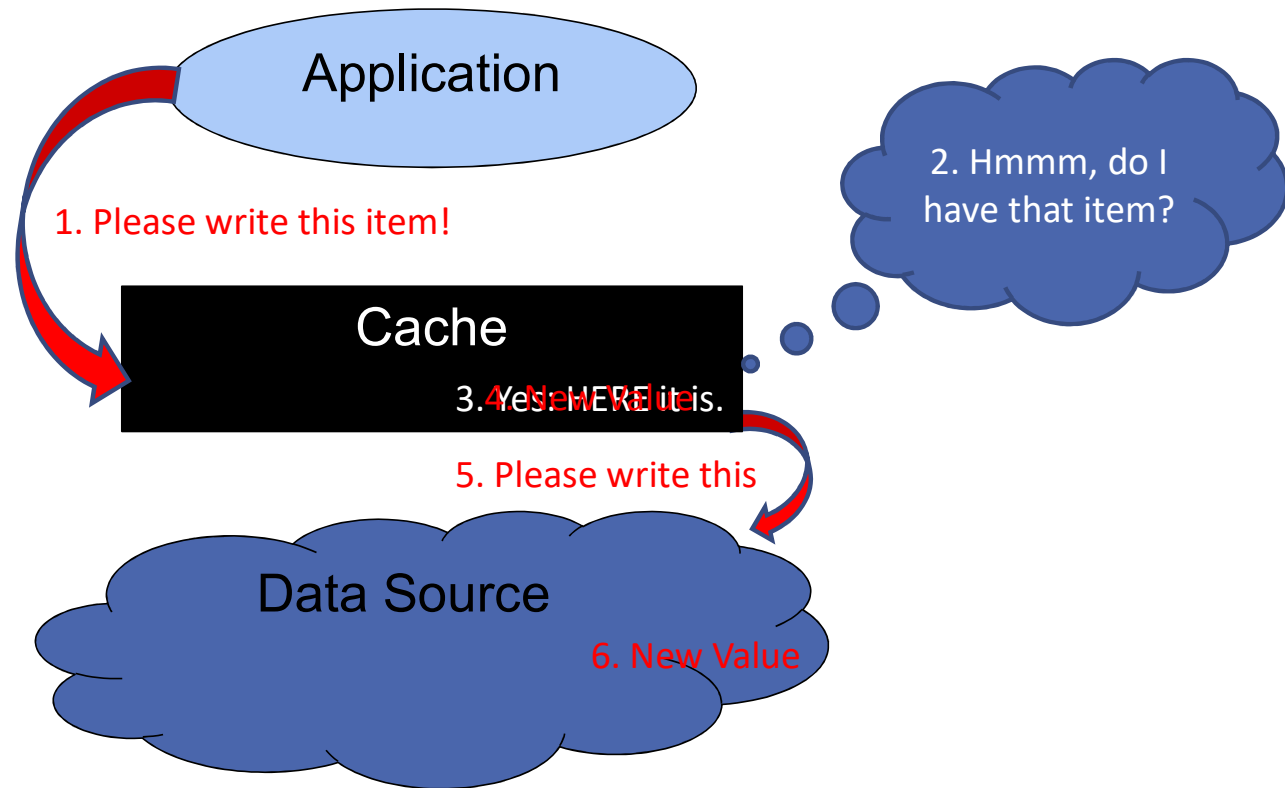 Application
2. Hmmm, do I
have that item?
1. Please write this item!
Cache
3. Yes: HERE it is.
4. New Value
5. Please write this
Data Source
6. New Value